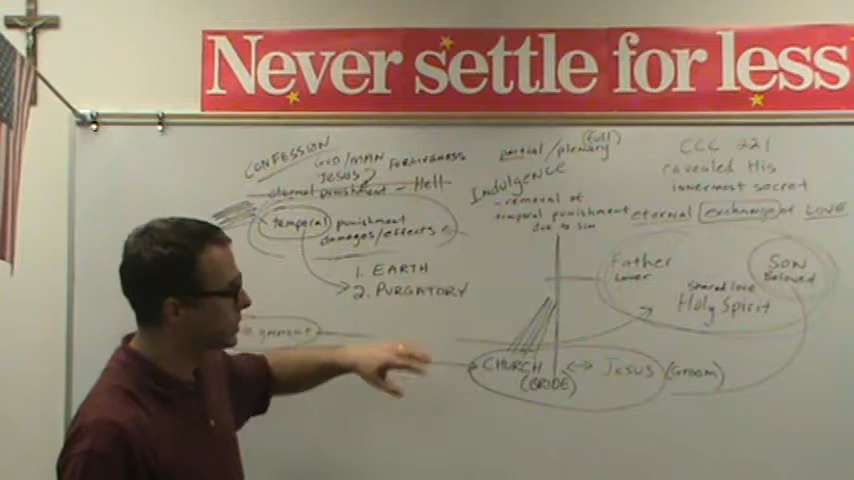 Never settle for less
CONFESSION
GOD/MAN
JESUS
FORGIVENESS
eternal punishment - Hell
temporal punishment
damages/effects
1. EARTH
2. PURGATORY
partial/plenary
(full)
Indulgence
- removal of
temporal punishment
due to sin
CCC 221
revealed His
innermost secret
eternal exchange of LOVE
Father
Lover
Son
Beloved
Shared love
Holy Spirit
CHURCH
(BRIDE)
JESUS (Groom)